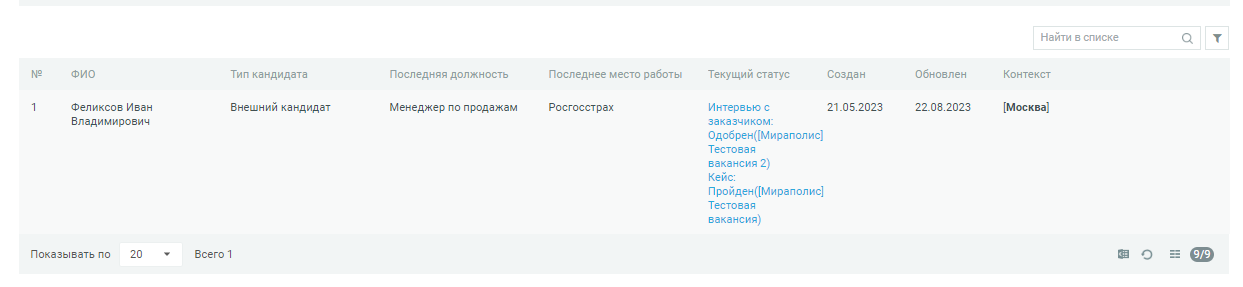 Найти в списке
№ ФИО Тип кандидата Последняя должность Последнее место работы Текущий статус Создан Обновлен Контекст
1 Феликсов Иван Внешний кандидат Менеджер по продажам Росгосстрах Интервью с 21.05.2023 22.08.2023 [Москва]
Владимирович заказчиком:
Одобрен([Мираполис]
Тестовая
вакансия 2)
Кейс:
Пройден([Мираполис]
Тестовая
вакансия)
Показывать по 20 Всего 1 9/9